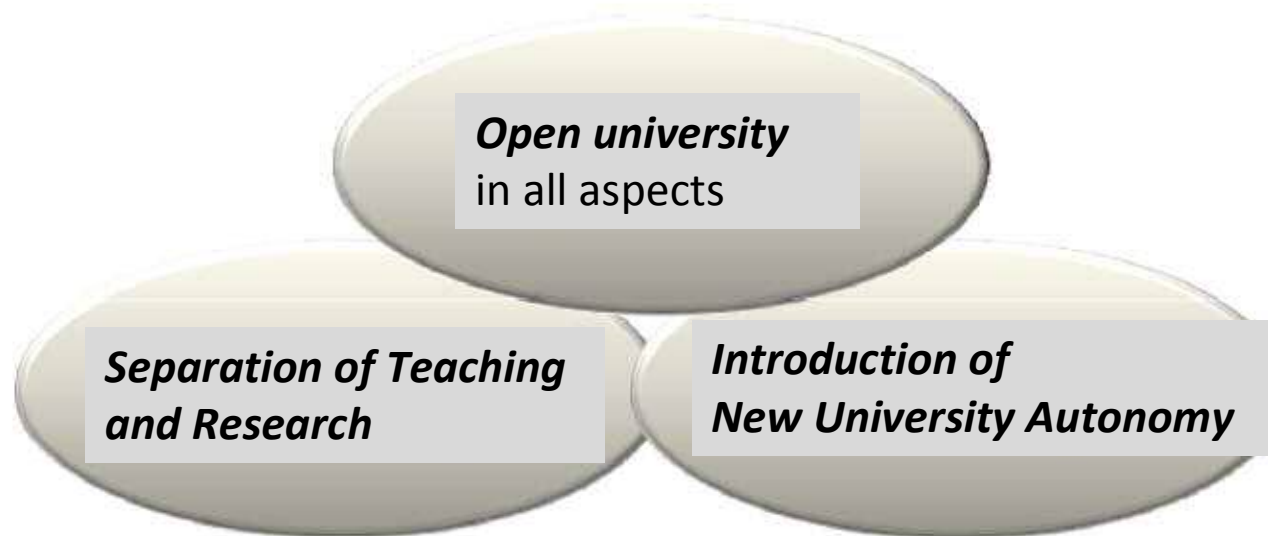 Open university
in all aspects
Separation of Teaching
and Research
Introduction of
New University Autonomy